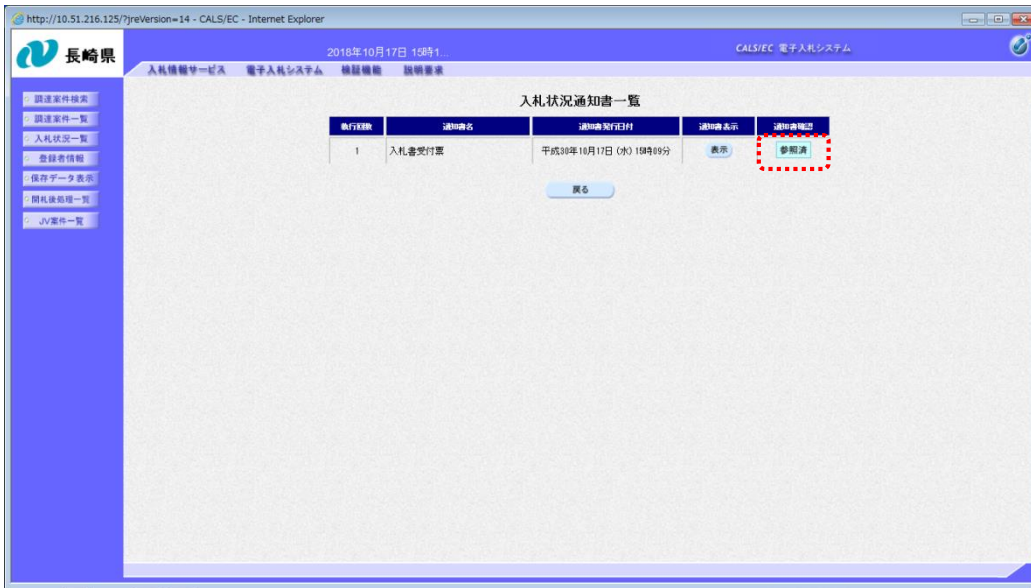 http://10.51.216.125/?jreVersion=14 - CALS/EC - Internet Explorer
長崎県
2018年10月17日 15時1...
CALS/EC 電子入札システム
入札情報サービス 電子入札システム 検証機能 説明要求
調達案件検索
調達案件一覧
入札状況一覧
登録者情報
保存データ表示
開札後処理一覧
JV案件一覧
入札状況通知書一覧
執行回数 通知書名 通知書発行日付 通知書表示 通知書確認
1 入札書受付票 平成30年10月17日 (水) 15時09分 表示 参照済
戻る